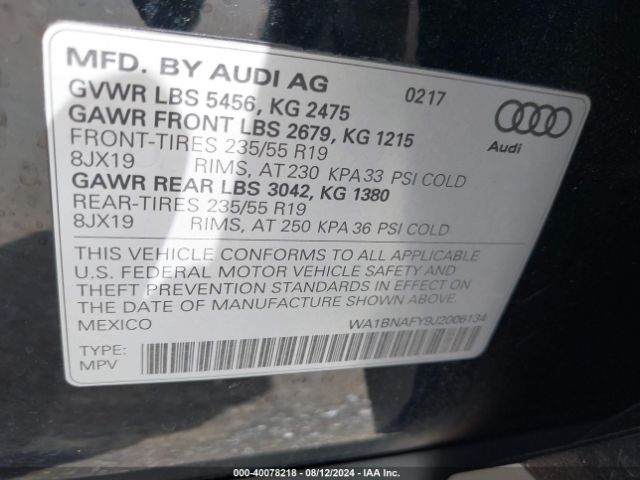 MFD. BY AUDI AG 0217
GVWR LBS 5456, KG 2475
GAWR FRONT LBS 2679, KG 1215
FRONT-TIRES 235/55 R19
8JX19 RIMS, AT 230 KPA 33 PSI COLD
GAWR REAR LBS 3042, KG 1380
REAR-TIRES 235/55 R19
8JX19 RIMS, AT 250 KPA 36 PSI COLD
Audi
THIS VEHICLE CONFORMS TO ALL APPLICABLE
U.S. FEDERAL MOTOR VEHICLE SAFETY AND
THEFT PREVENTION STANDARDS IN EFFECT ON
THE DATE OF MANUFACTURE SHOWN ABOVE.
MEXICO WA1BNAFY9J2006134
TYPE:
MPV
000-40078218 - 08/12/2024 - IAA Inc.